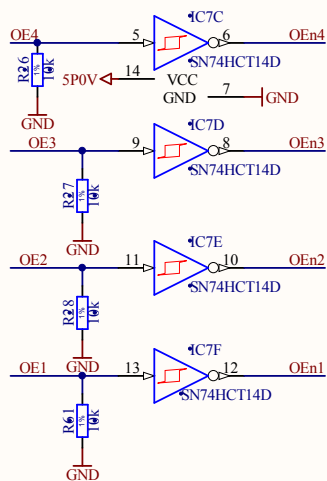 IC7C
OE4 5 6 OEn4
SN74HCT14D
R26 1% 10k
5P0V 14 VCC
GND 7 GND
GND
IC7D
OE3 9 8 OEn3
SN74HCT14D
R27 1% 10k
GND
IC7E
OE2 11 10 OEn2
SN74HCT14D
R28 1% 10k
GND
IC7F
OE1 13 12 OEn1
SN74HCT14D
R61 1% 10k
GND